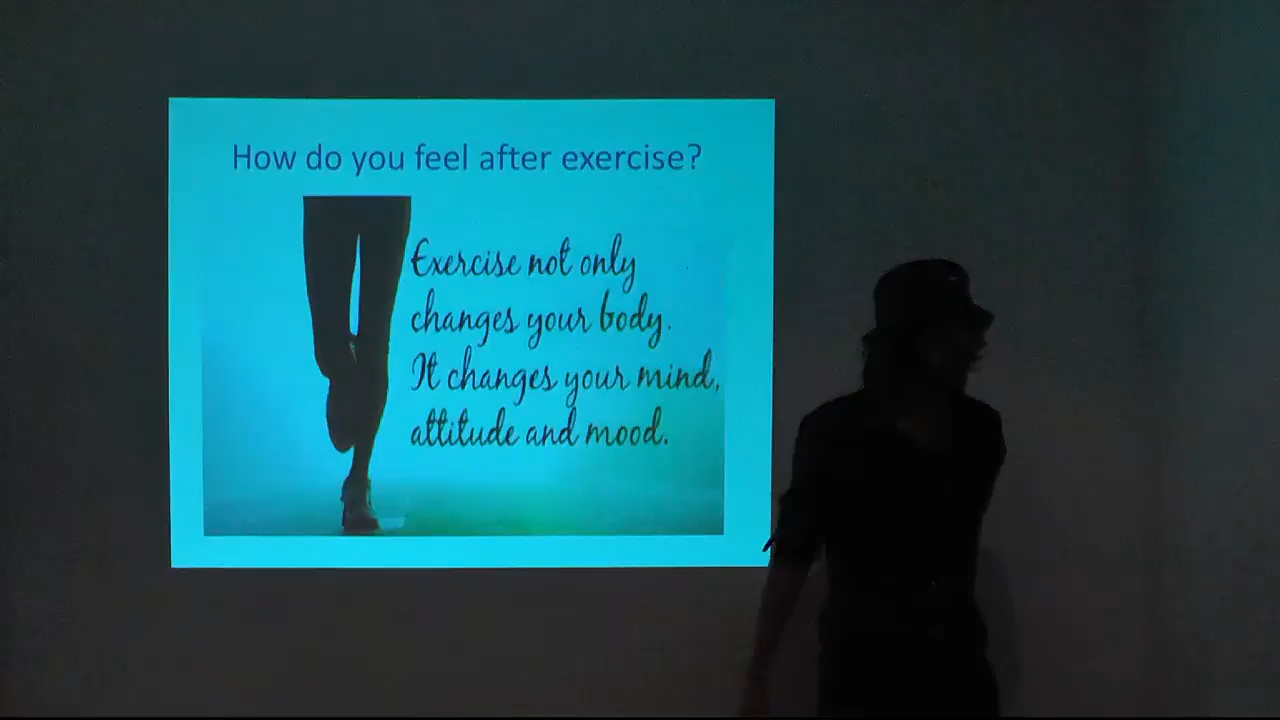 How do you feel after exercise?
Exercise not only
changes your body.
It changes your mind,
attitude and mood.